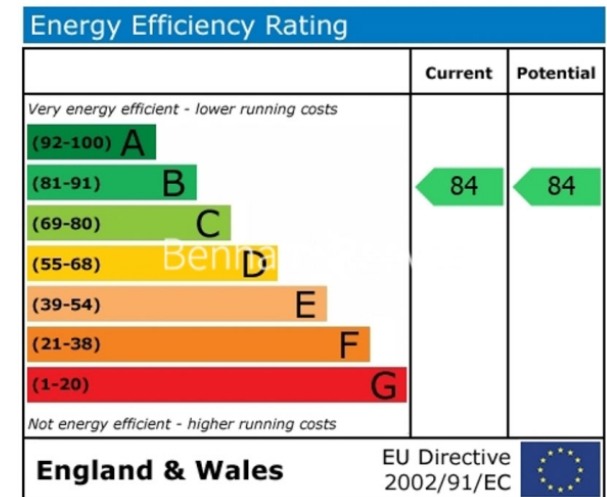 Energy Efficiency Rating
Current Potential
Very energy efficient - lower running costs
(92-100) A
(81-91) B 84 84
(69-80) C
(55-68) D
(39-54) E
(21-38) F
(1-20) G
Not energy efficient - higher running costs
England & Wales
EU Directive
2002/91/EC